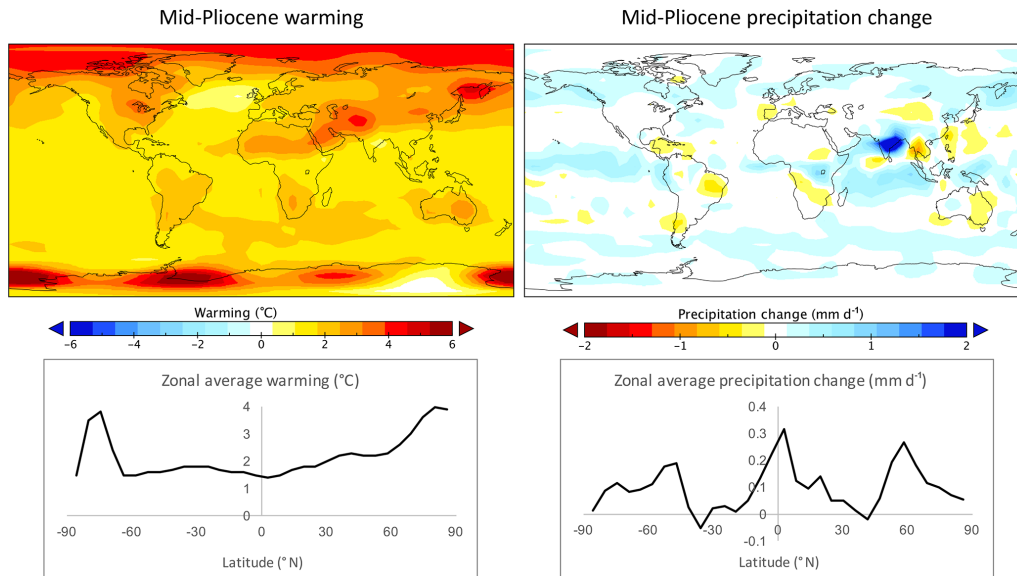 Mid-Pliocene warming
Mid-Pliocene precipitation change
Warming (°C)
−6 −4 −2 0 2 4 6
Precipitation change (mm d⁻¹)
−2 −1 0 1 2
Zonal average warming (°C)
4
3
2
1
0
-90 -60 -30 0 30 60 90
Latitude (°N)
Zonal average precipitation change (mm d⁻¹)
0.4
0.3
0.2
0.1
0
-0.1
-90 -60 -30 0 30 60 90
Latitude (°N)